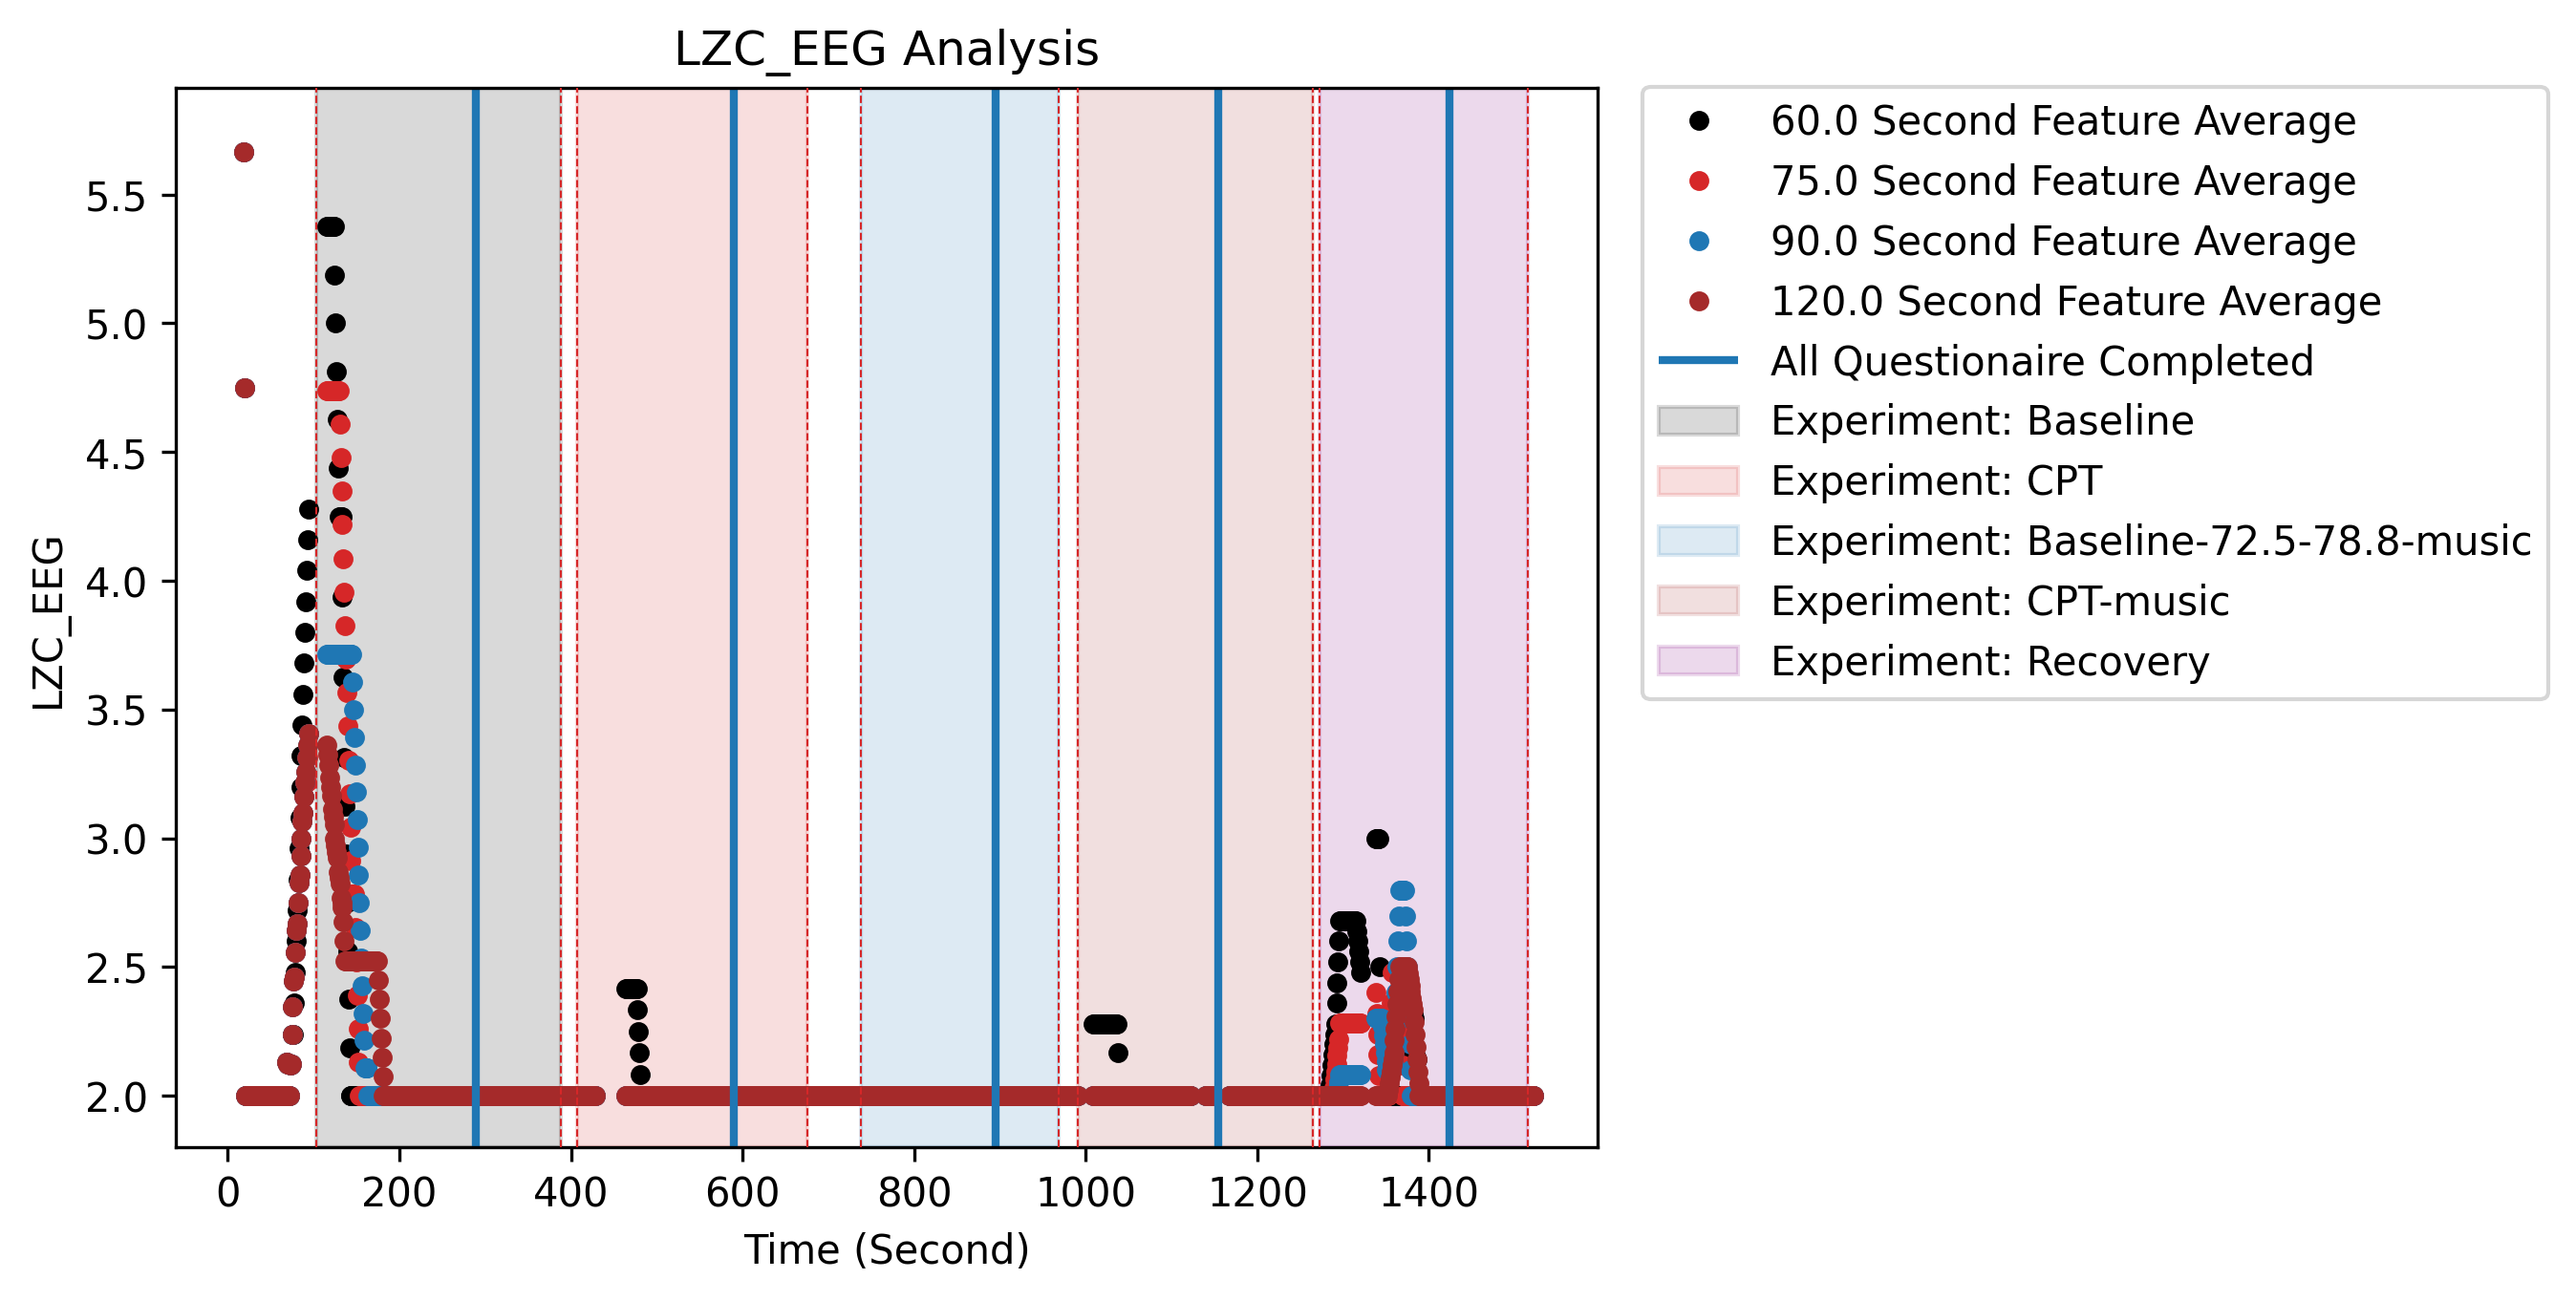 LZC_EEG Analysis
LZC_EEG
5.5
5.0
4.5
4.0
3.5
3.0
2.5
2.0
0 200 400 600 800 1000 1200 1400
Time (Second)
60.0 Second Feature Average
75.0 Second Feature Average
90.0 Second Feature Average
120.0 Second Feature Average
All Questionaire Completed
Experiment: Baseline
Experiment: CPT
Experiment: Baseline-72.5-78.8-music
Experiment: CPT-music
Experiment: Recovery